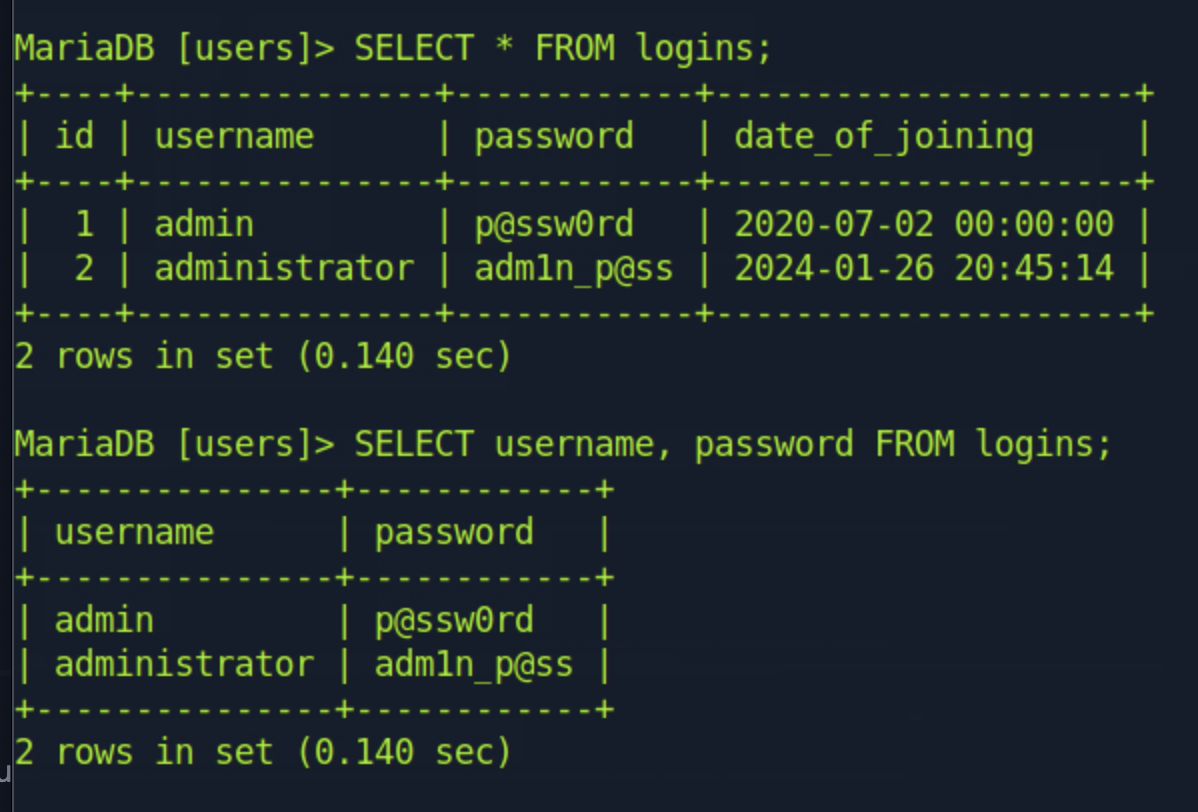 MariaDB [users]> SELECT * FROM logins;
+----+---------------+------------+---------------------+
| id | username      | password   | date_of_joining     |
+----+---------------+------------+---------------------+
|  1 | admin         | p@ssw0rd   | 2020-07-02 00:00:00 |
|  2 | administrator | adm1n_p@ss | 2024-01-26 20:45:14 |
+----+---------------+------------+---------------------+
2 rows in set (0.140 sec)
MariaDB [users]> SELECT username, password FROM logins;
+---------------+------------+
| username      | password   |
+---------------+------------+
| admin         | p@ssw0rd   |
| administrator | adm1n_p@ss |
+---------------+------------+
2 rows in set (0.140 sec)